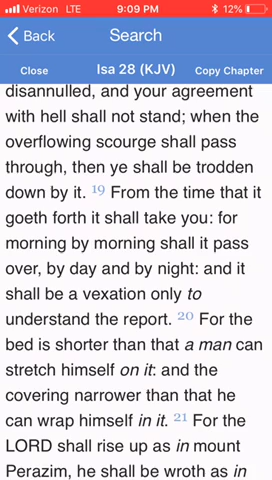 Verizon LTE 9:09 PM 12%
Back Search
Close Isa 28 (KJV) Copy Chapter
disannulled, and your agreement
with hell shall not stand; when the
overflowing scourge shall pass
through, then ye shall be trodden
down by it. 19 From the time that it
goeth forth it shall take you: for
morning by morning shall it pass
over, by day and by night: and it
shall be a vexation only to
understand the report. 20 For the
bed is shorter than that a man can
stretch himself on it: and the
covering narrower than that he
can wrap himself in it. 21 For the
LORD shall rise up as in mount
Perazim, he shall be wroth as in